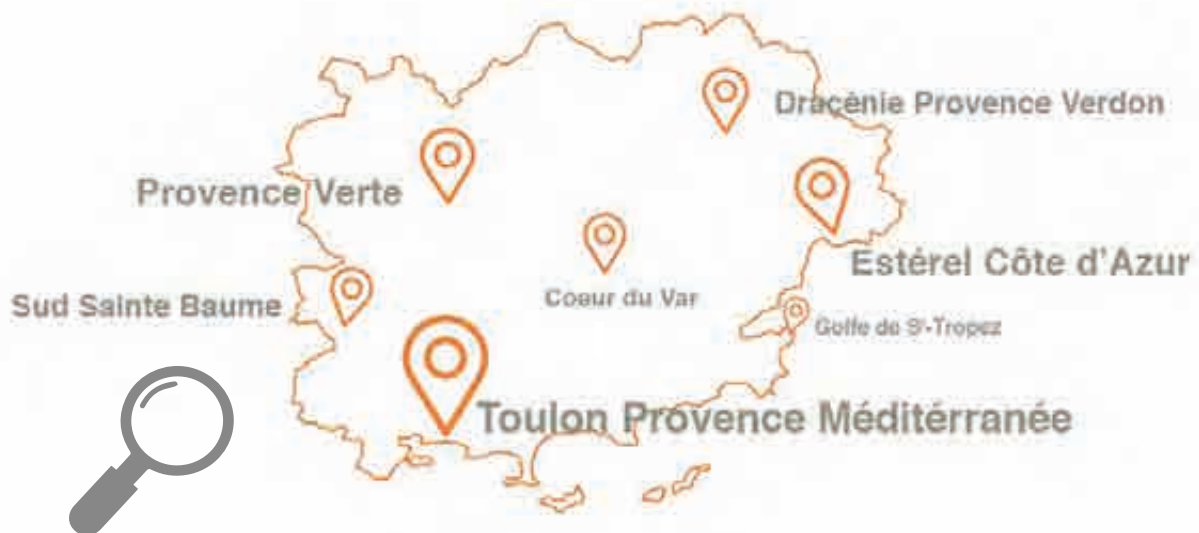 Dracénie Provence Verdon
Provence Verte
Estérel Côte d'Azur
Coeur du Var
Sud Sainte Baume
Golfe de St-Tropez
Toulon Provence Méditérranée